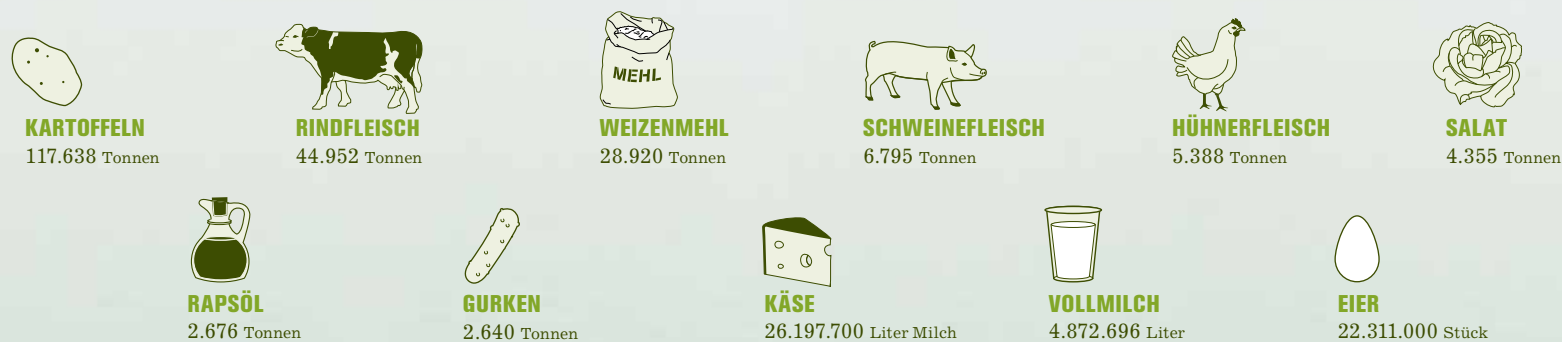 MEHL
KARTOFFELN
117.638 Tonnen
RINDFLEISCH
44.952 Tonnen
WEIZENMEHL
28.920 Tonnen
SCHWEINEFLEISCH
6.795 Tonnen
HÜHNERFLEISCH
5.388 Tonnen
SALAT
4.355 Tonnen
RAPSÖL
2.676 Tonnen
GURKEN
2.640 Tonnen
KÄSE
26.197.700 Liter Milch
VOLLMILCH
4.872.696 Liter
EIER
22.311.000 Stück